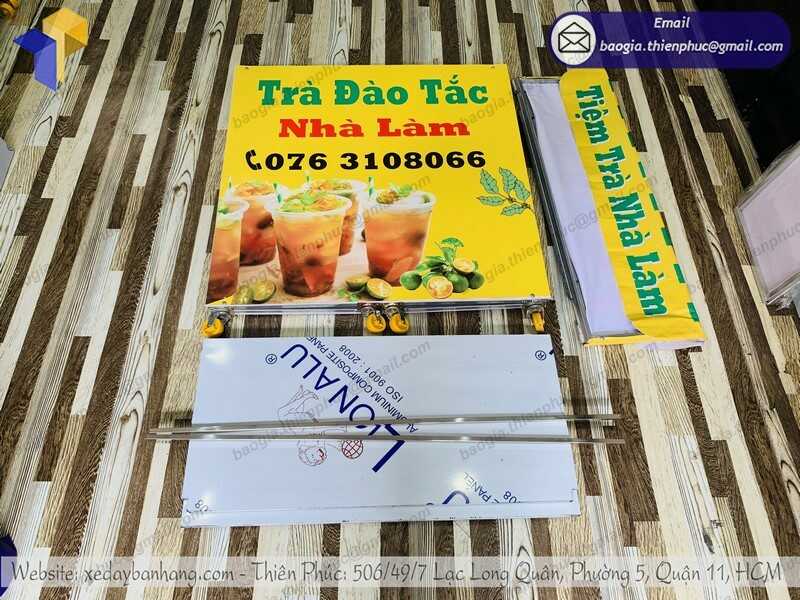 Email
baogia.thienphuc@gmail.com
Trà Đào Tắc
Nhà Làm
076 3108066
Tiệm Trà Nhà Làm
LIONALU
®
ALUMINIUM COMPOSITE PANEL
ISO 9001 : 2008
®
Website: xedaybanhang.com - Thiên Phúc: 506/49/7 Lạc Long Quân, Phường 5, Quận 11, HCM